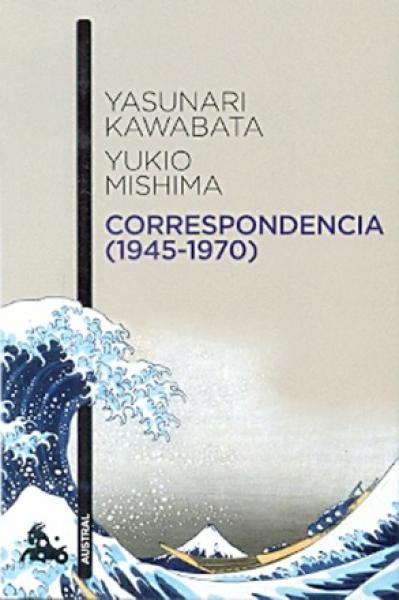 YASUNARI
KAWABATA
YUKIO
MISHIMA
CORRESPONDENCIA
(1945-1970)
AUSTRAL